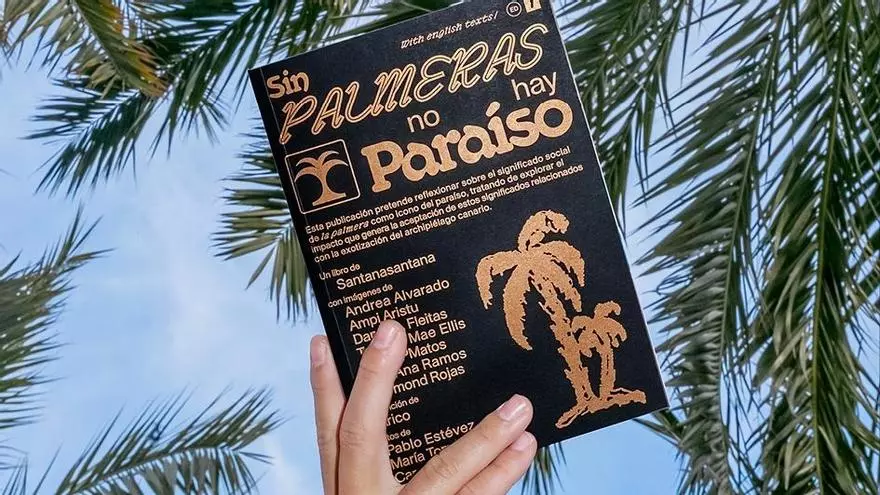 With english texts/ ED 1
Sin
PALMERAS
no hay
Paraíso
Esta publicación pretende reflexionar sobre el significado social
de la palmera como icono del paraíso, tratando de explorar el
impacto que genera la aceptación de estos significados relacionados
con la exotización del archipiélago canario.
Un libro de
Santanasantana
con imágenes de
Andrea Alvarado
Ampi Aristu
Fleitas
Mae Ellis
Matos
Ana Ramos
Rojas
de
Pablo Estévez
María